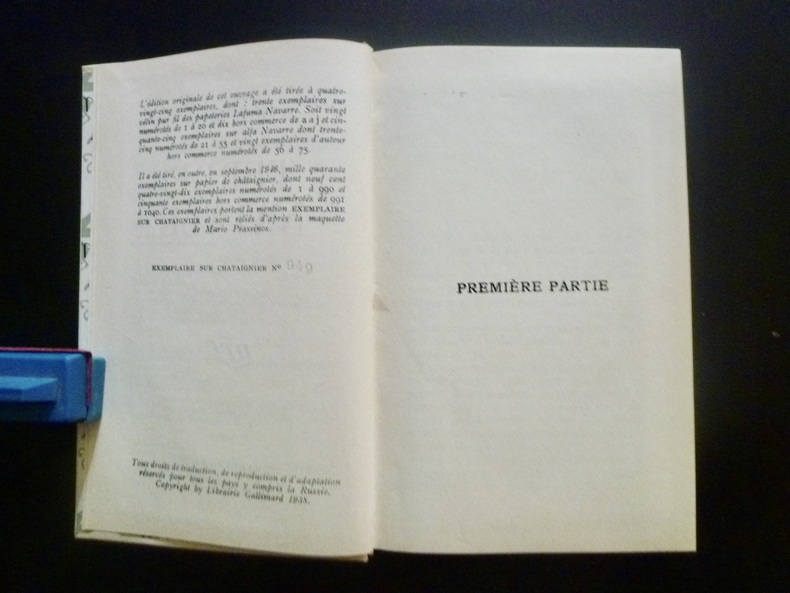 L'édition originale de cet ouvrage a été tirée à quatre-
vingt-cinq exemplaires, dont : trente exemplaires sur
vélin pur fil des papeteries Lafuma Navarre. Soit vingt
numérotés de 1 à 20 et dix hors commerce de a a j et cin-
quante-cinq exemplaires sur alfa Navarre dont trente-
cinq numérotés de 21 à 55 et vingt exemplaires d'auteur
hors commerce numérotés de 56 à 75.
Il a été tiré, en outre, en septembre 1946, mille quarante
exemplaires sur papier de châtaignier, dont neuf cent
quatre-vingt-dix exemplaires numérotés de 1 à 990 et
cinquante exemplaires hors commerce numérotés de 991
à 1040. Ces exemplaires portent la mention EXEMPLAIRE
SUR CHATAIGNIER et sont reliés d'après la maquette
de Mario Prassinos.
EXEMPLAIRE SUR CHATAIGNIER Nº
Tous droits de traduction, de reproduction et d'adaptation
réservés pour tous les pays y compris la Russie.
Copyright by Librairie Gallimard 1938.
PREMIÈRE PARTIE